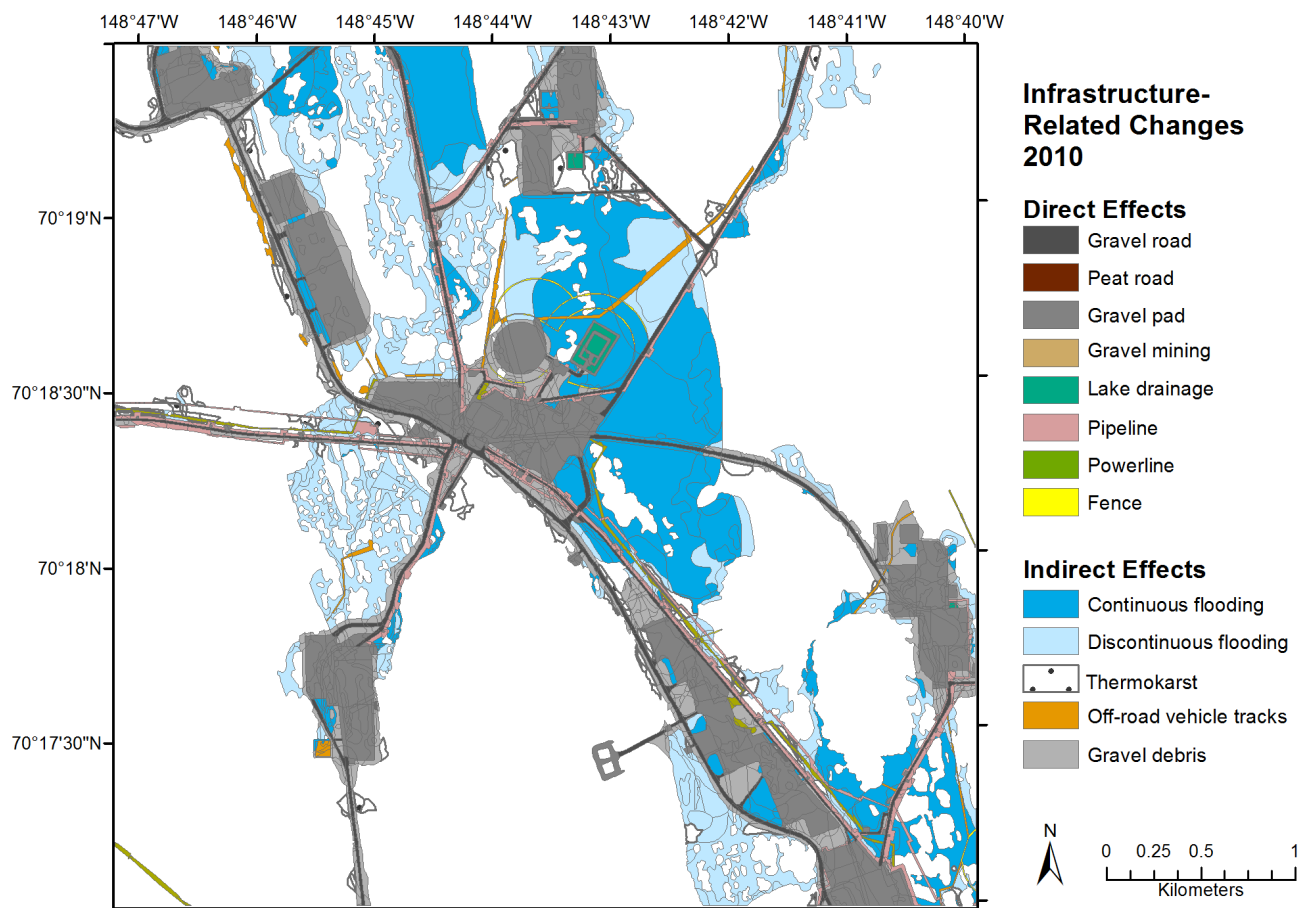 148°47'W 148°46'W 148°45'W 148°44'W 148°43'W 148°42'W 148°41'W 148°40'W
70°19'N
70°18'30"N
70°18'N
70°17'30"N
Infrastructure-
Related Changes
2010
Direct Effects
Gravel road
Peat road
Gravel pad
Gravel mining
Lake drainage
Pipeline
Powerline
Fence
Indirect Effects
Continuous flooding
Discontinuous flooding
Thermokarst
Off-road vehicle tracks
Gravel debris
N
0 0.25 0.5 1
Kilometers